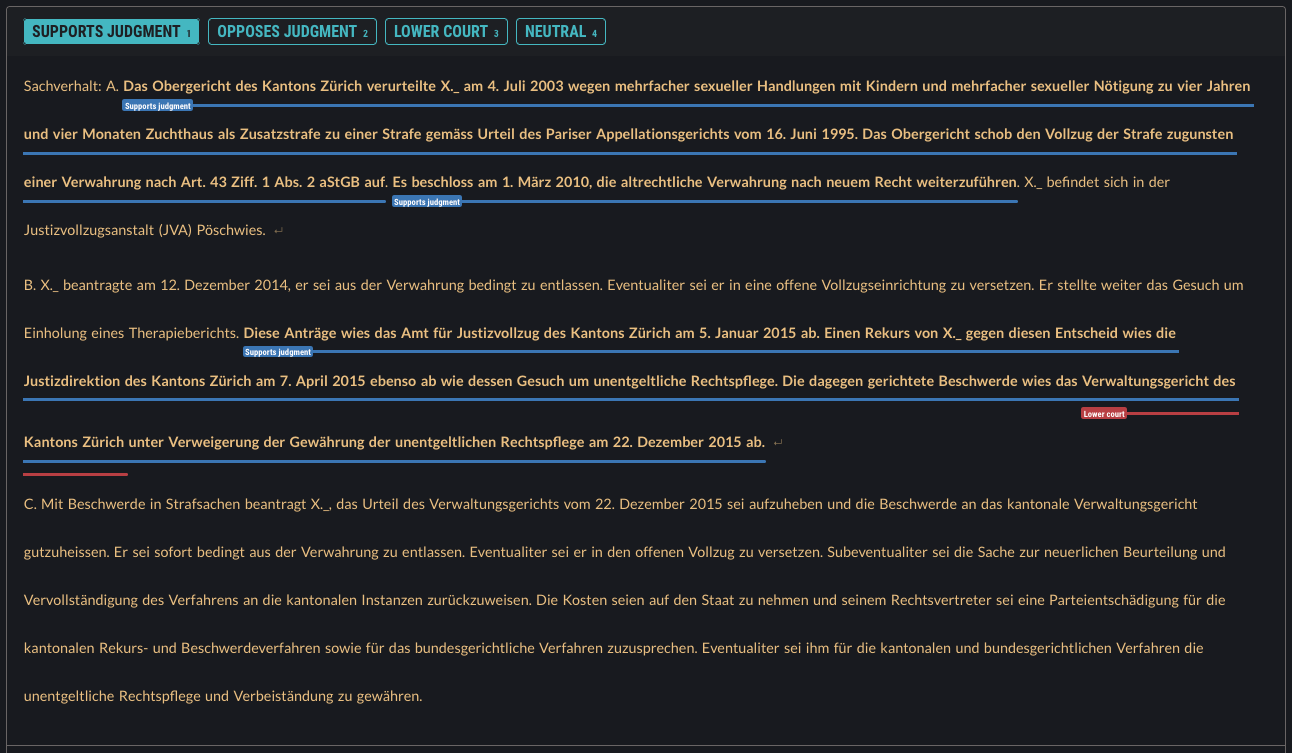 SUPPORTS JUDGMENT 1 OPPOSES JUDGMENT 2 LOWER COURT 3 NEUTRAL 4
Sachverhalt: A. Das Obergericht des Kantons Zürich verurteilte X._ am 4. Juli 2003 wegen mehrfacher sexueller Handlungen mit Kindern und mehrfacher sexueller Nötigung zu vier Jahren
Supports judgment
und vier Monaten Zuchthaus als Zusatzstrafe zu einer Strafe gemäss Urteil des Pariser Appellationsgerichts vom 16. Juni 1995. Das Obergericht schob den Vollzug der Strafe zugunsten
einer Verwahrung nach Art. 43 Ziff. 1 Abs. 2 aStGB auf. Es beschloss am 1. März 2010, die altrechtliche Verwahrung nach neuem Recht weiterzuführen. X._ befindet sich in der
Supports judgment
Justizvollzugsanstalt (JVA) Pöschwies. ↵
B. X._ beantragte am 12. Dezember 2014, er sei aus der Verwahrung bedingt zu entlassen. Eventualiter sei er in eine offene Vollzugseinrichtung zu versetzen. Er stellte weiter das Gesuch um
Einholung eines Therapieberichts. Diese Anträge wies das Amt für Justizvollzug des Kantons Zürich am 5. Januar 2015 ab. Einen Rekurs von X._ gegen diesen Entscheid wies die
Supports judgment
Justizdirektion des Kantons Zürich am 7. April 2015 ebenso ab wie dessen Gesuch um unentgeltliche Rechtspflege. Die dagegen gerichtete Beschwerde wies das Verwaltungsgericht des
Lower court
Kantons Zürich unter Verweigerung der Gewährung der unentgeltlichen Rechtspflege am 22. Dezember 2015 ab. ↵
C. Mit Beschwerde in Strafsachen beantragt X._, das Urteil des Verwaltungsgerichts vom 22. Dezember 2015 sei aufzuheben und die Beschwerde an das kantonale Verwaltungsgericht
gutzuheissen. Er sei sofort bedingt aus der Verwahrung zu entlassen. Eventualiter sei er in den offenen Vollzug zu versetzen. Subeventualiter sei die Sache zur neuerlichen Beurteilung und
Vervollständigung des Verfahrens an die kantonalen Instanzen zurückzuweisen. Die Kosten seien auf den Staat zu nehmen und seinem Rechtsvertreter sei eine Parteientschädigung für die
kantonalen Rekurs- und Beschwerdeverfahren sowie für das bundesgerichtliche Verfahren zuzusprechen. Eventualiter sei ihm für die kantonalen und bundesgerichtlichen Verfahren die
unentgeltliche Rechtspflege und Verbeiständung zu gewähren.